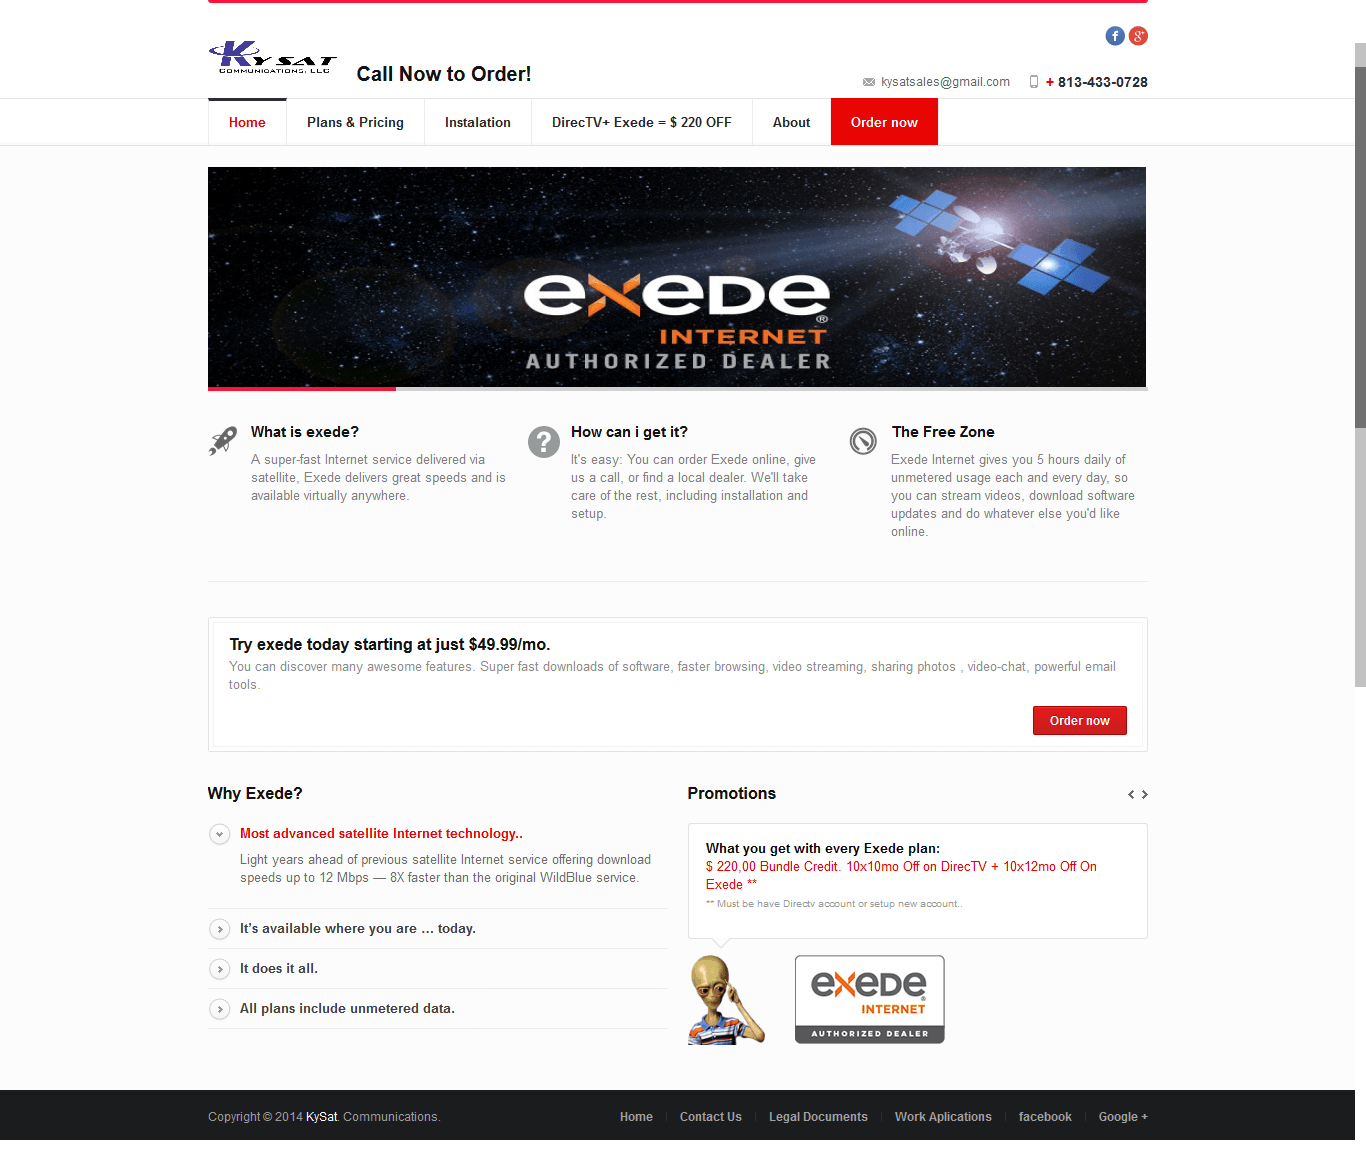 KYSAT
COMMUNICATIONS, LLC
Call Now to Order!
kysatsales@gmail.com
+ 813-433-0728
Home
Plans & Pricing
Instalation
DirecTV+ Exede = $ 220 OFF
About
Order now
exede®
INTERNET
AUTHORIZED DEALER
What is exede?
A super-fast Internet service delivered via
satellite, Exede delivers great speeds and is
available virtually anywhere.
How can i get it?
It's easy: You can order Exede online, give
us a call, or find a local dealer. We'll take
care of the rest, including installation and
setup.
The Free Zone
Exede Internet gives you 5 hours daily of
unmetered usage each and every day, so
you can stream videos, download software
updates and do whatever else you'd like
online.
Try exede today starting at just $49.99/mo.
You can discover many awesome features. Super fast downloads of software, faster browsing, video streaming, sharing photos , video-chat, powerful email
tools.
Order now
Why Exede?
Most advanced satellite Internet technology..
Light years ahead of previous satellite Internet service offering download
speeds up to 12 Mbps — 8X faster than the original WildBlue service.
It's available where you are … today.
It does it all.
All plans include unmetered data.
Promotions
What you get with every Exede plan:
$ 220,00 Bundle Credit. 10x10mo Off on DirecTV + 10x12mo Off On
Exede **
** Must be have Directv account or setup new account..
exede®
INTERNET
AUTHORIZED DEALER
Copyright © 2014 KySat. Communications.
Home
Contact Us
Legal Documents
Work Aplications
facebook
Google +